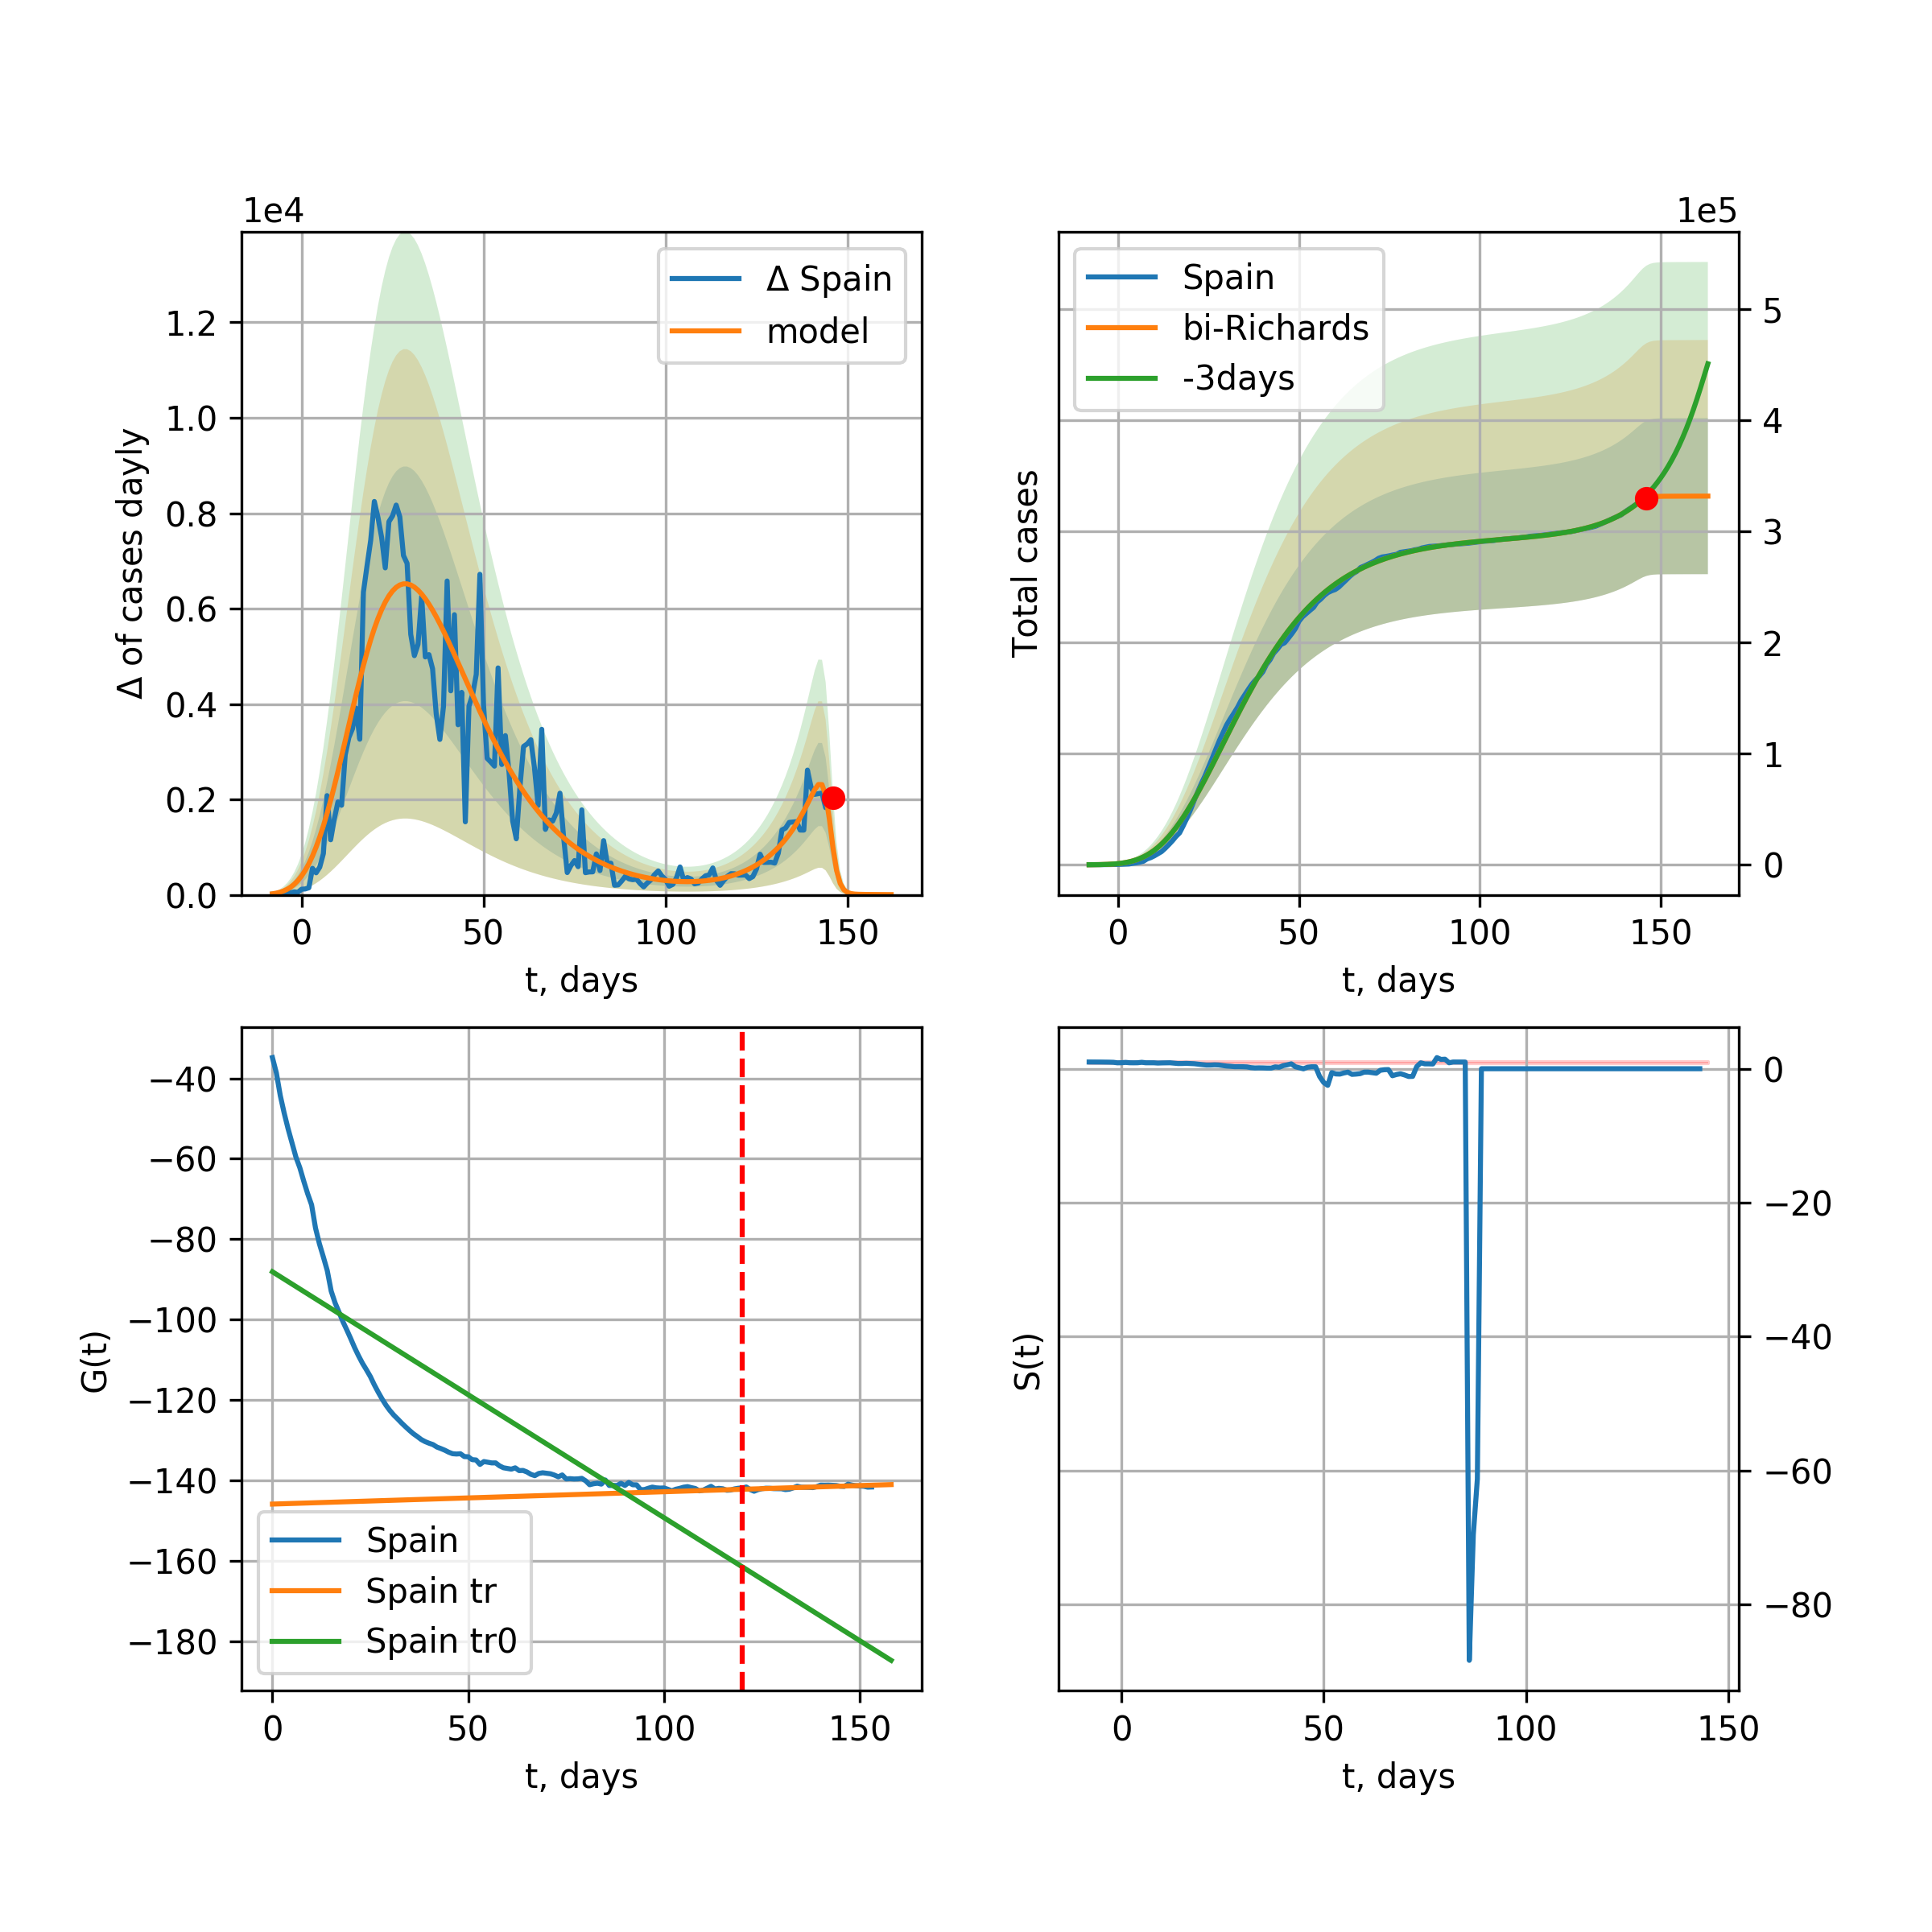 1e4
Δ of cases dayly
1.2
1.0
0.8
0.6
0.4
0.2
0.0
Δ Spain
model
0 50 100 150
t, days
1e5
Total cases
Spain
bi-Richards
-3days
5
4
3
2
1
0
0 50 100 150
t, days
G(t)
−40
−60
−80
−100
−120
−140
−160
−180
Spain
Spain tr
Spain tr0
0 50 100 150
t, days
S(t)
0
−20
−40
−60
−80
0 50 100 150
t, days